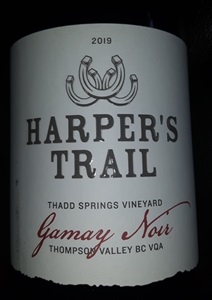 2019
HARPER'S
TRAIL
THADD SPRINGS VINEYARD
Gamay Noir
THOMPSON VALLEY BC VQA